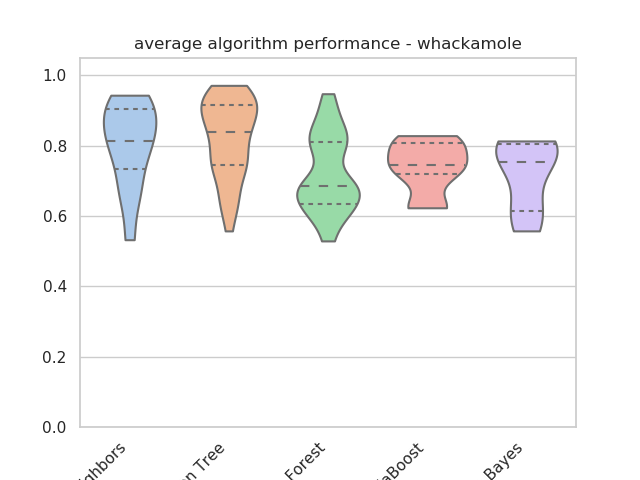 average algorithm performance - whackamole
1.0
0.8
0.6
0.4
0.2
0.0
ghbors
n Tree
Forest
aBoost
Bayes